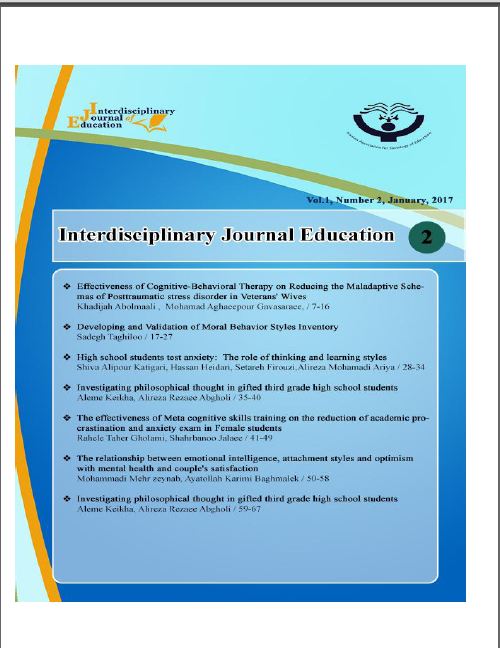 Interdisciplinary
Journal of
Education
Iranian Association for Sociology of Education
Vol.1, Number 2, January, 2017
Interdisciplinary Journal Education 2
❖ Effectiveness of Cognitive-Behavioral Therapy on Reducing the Maladaptive Sche-
mas of Posttraumatic stress disorder in Veterans' Wives
Khadijah Abolmaali , Mohamad Aghaeepour Gavasaraee, / 7-16
❖ Developing and Validation of Moral Behavior Styles Inventory
Sadegh Taghiloo / 17-27
❖ High school students test anxiety: The role of thinking and learning styles
Shiva Alipour Katigari, Hassan Heidari, Setareh Firouzi,Alireza Mohamadi Ariya / 28-34
❖ Investigating philosophical thought in gifted third grade high school students
Aleme Keikha, Alireza Rezaee Abgholi / 35-40
❖ The effectiveness of Meta cognitive skills training on the reduction of academic pro-
crastination and anxiety exam in Female students
Rahele Taher Gholami, Shahrbanoo Jalaee / 41-49
❖ The relationship between emotional intelligence, attachment styles and optimism
with mental health and couple's satisfaction
Mohammadi Mehr zeynab, Ayatollah Karimi Baghmalek / 50-58
❖ Investigating philosophical thought in gifted third grade high school students
Aleme Keikha, Alireza Rezaee Abgholi / 59-67